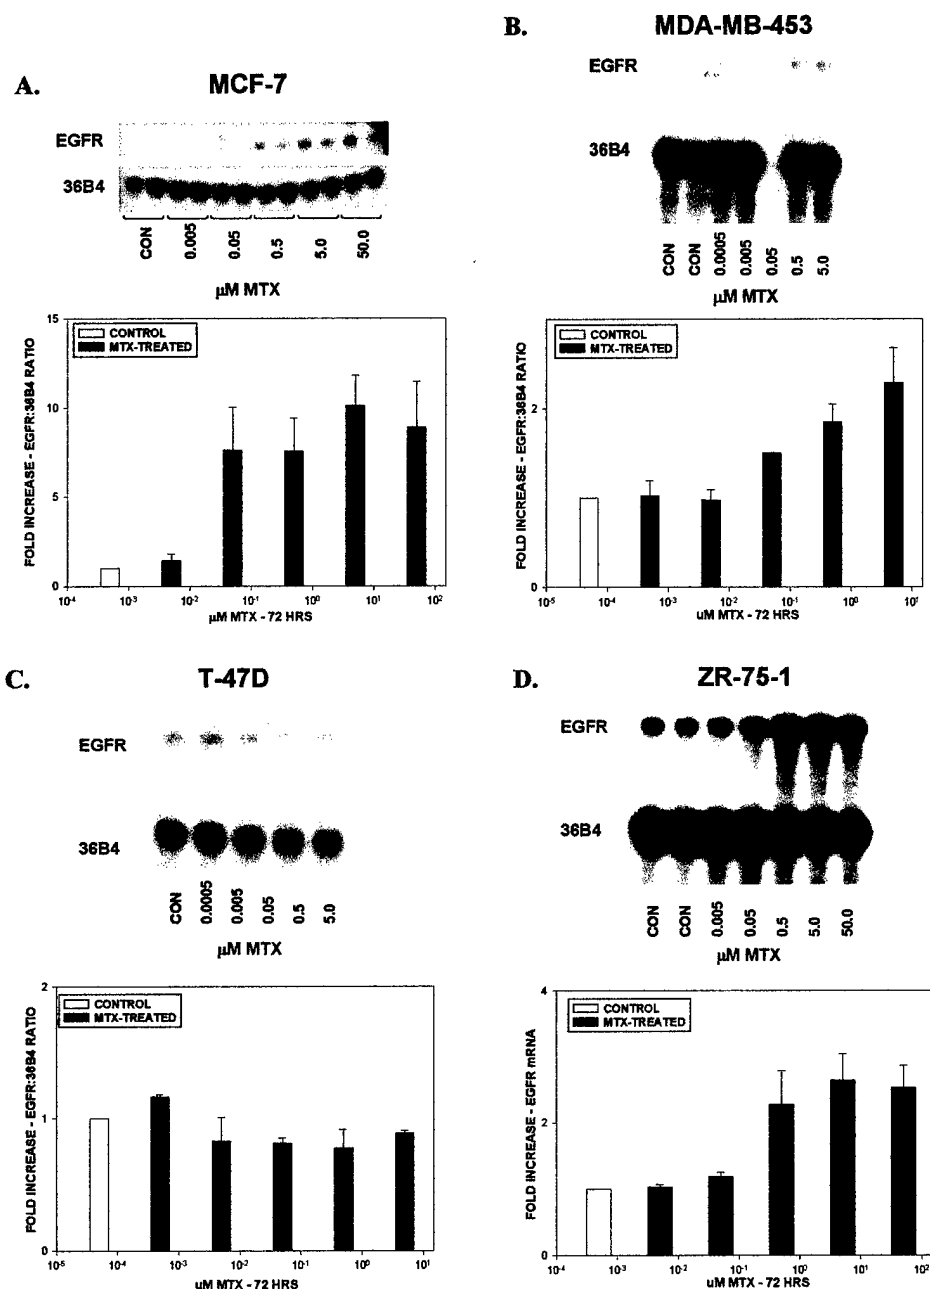 A.
MCF-7
EGFR
36B4
CON 0.005 0.05 0.5 5.0 50.0
μM MTX
15
10
5
0
FOLD INCREASE - EGFR:36B4 RATIO
CONTROL
MTX-TREATED
10-4 10-3 10-2 10-1 100 101 102
μM MTX - 72 HRS
B.
MDA-MB-453
EGFR
36B4
CON CON 0.0005 0.005 0.05 0.5 5.0
μM MTX
2
0
FOLD INCREASE - EGFR:36B4 RATIO
CONTROL
MTX-TREATED
10-5 10-4 10-3 10-2 10-1 100 101
uM MTX - 72 HRS
C.
T-47D
EGFR
36B4
CON 0.0005 0.005 0.05 0.5 5.0
μM MTX
2
1
0
FOLD INCREASE - EGFR:36B4 RATIO
CONTROL
MTX-TREATED
10-5 10-4 10-3 10-2 10-1 100 101
uM MTX - 72 HRS
D.
ZR-75-1
EGFR
36B4
CON CON 0.005 0.05 0.5 5.0 50.0
μM MTX
4
2
0
FOLD INCREASE - EGFR mRNA
CONTROL
MTX-TREATED
10-4 10-3 10-2 10-1 100 101 102
uM MTX - 72 HRS